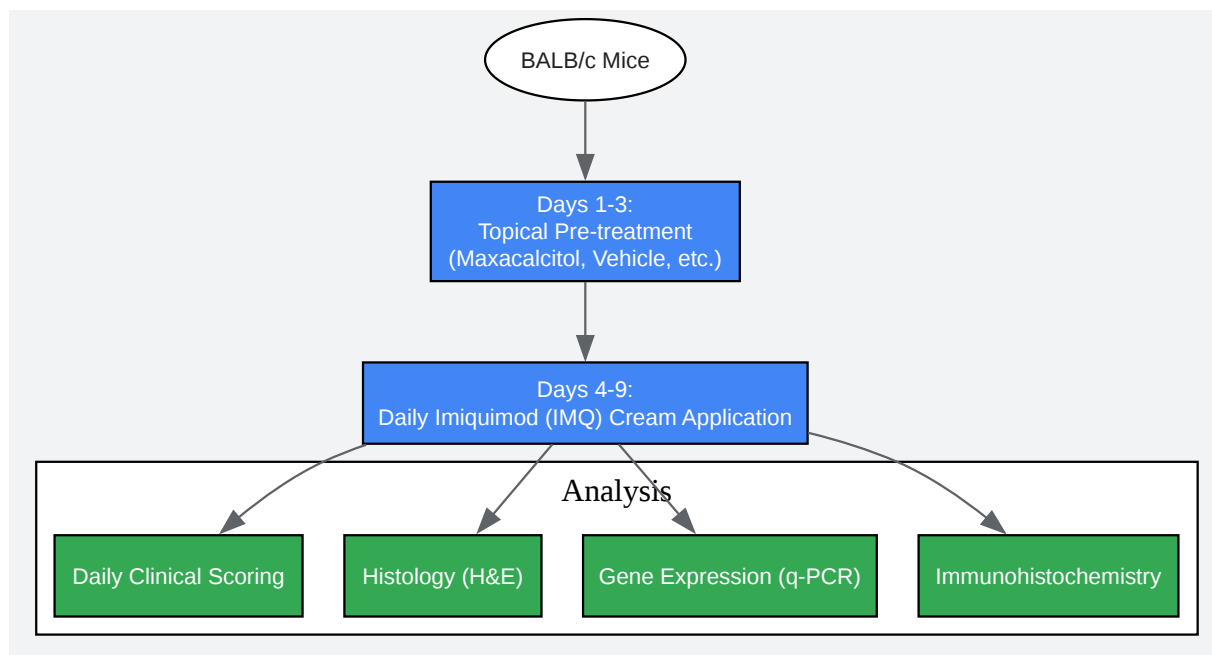 BALB/c Mice
Days 1-3:
Topical Pre-treatment
(Maxacalcitol, Vehicle, etc.)
Days 4-9:
Daily Imiquimod (IMQ) Cream Application
Analysis
Daily Clinical Scoring
Histology (H&E)
Gene Expression (q-PCR)
Immunohistochemistry